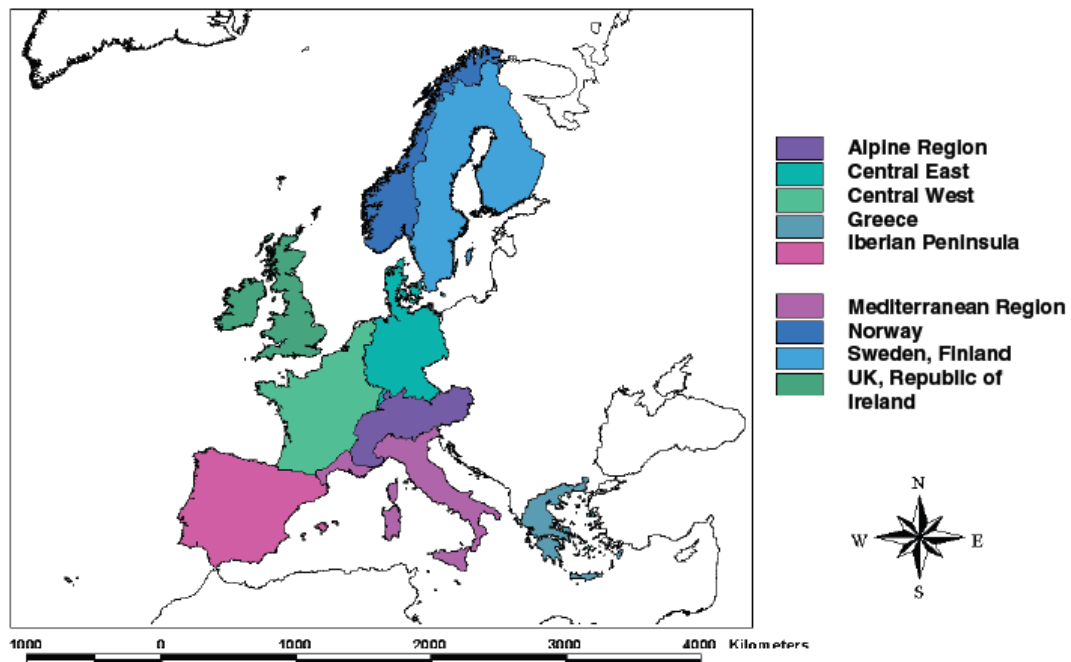 Alpine Region
Central East
Central West
Greece
Iberian Peninsula
Mediterranean Region
Norway
Sweden, Finland
UK, Republic of
Ireland
N
W E
S
1000 0 1000 2000 3000 4000 Kilometers